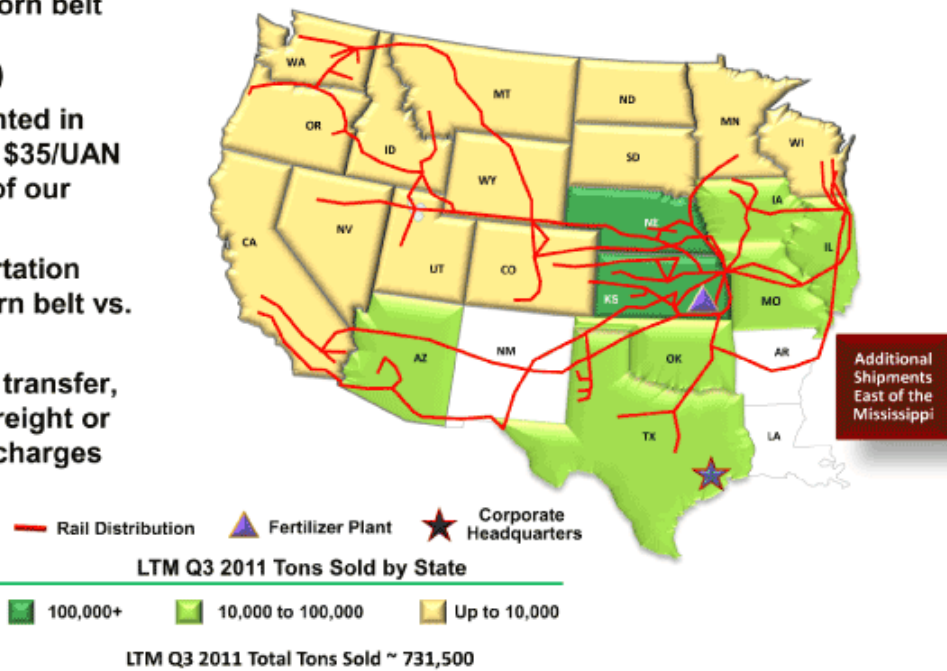 orn belt
)
nted in
$35/UAN
of our
rtation
rn belt vs.
transfer,
reight or
charges
WA
MT
ND
MN
OR
ID
SD
WI
WY
NE
IA
CA
NV
UT
CO
IL
KS
MO
AZ
NM
OK
AR
TX
LA
Additional
Shipments
East of the
Mississippi
Rail Distribution
Fertilizer Plant
Corporate
Headquarters
LTM Q3 2011 Tons Sold by State
100,000+
10,000 to 100,000
Up to 10,000
LTM Q3 2011 Total Tons Sold ~ 731,500